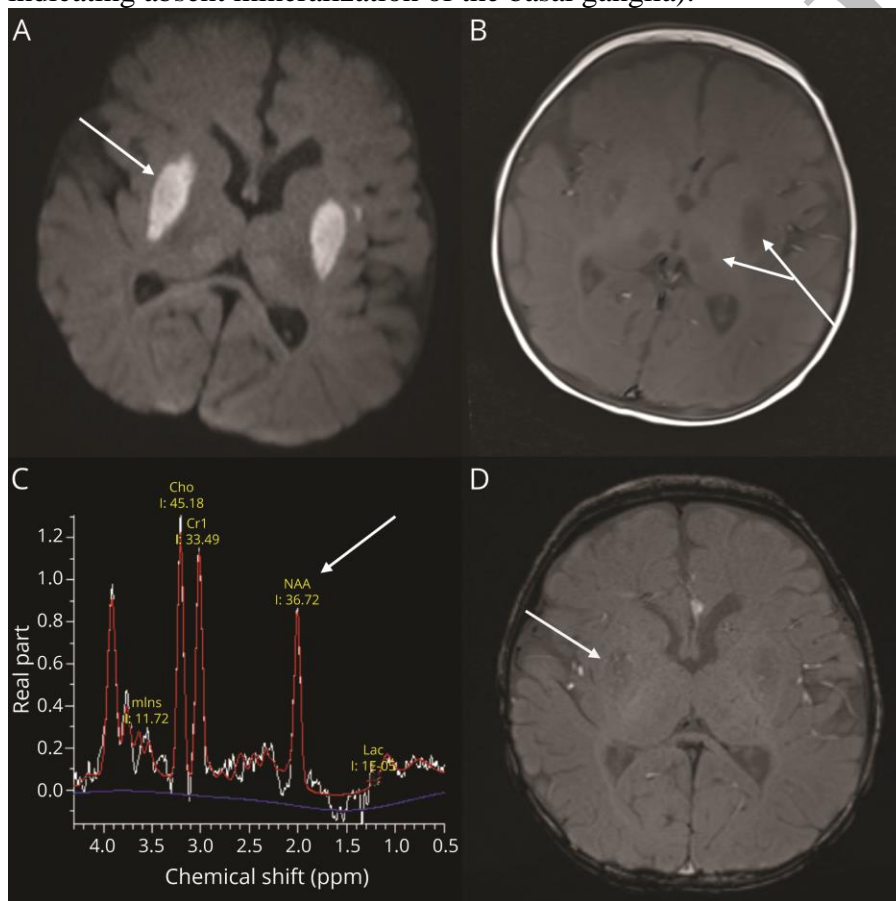 indicating absent mineralization of the basal ganglia).
A
B
C
Cho
I: 45.18
Cr1
I: 33.49
NAA
I: 36.72
mIns
I: 11.72
Lac
I: 1E-05
Real part
1.2
1.0
0.8
0.6
0.4
0.2
0.0
4.0 3.5 3.0 2.5 2.0 1.5 1.0 0.5
Chemical shift (ppm)
D